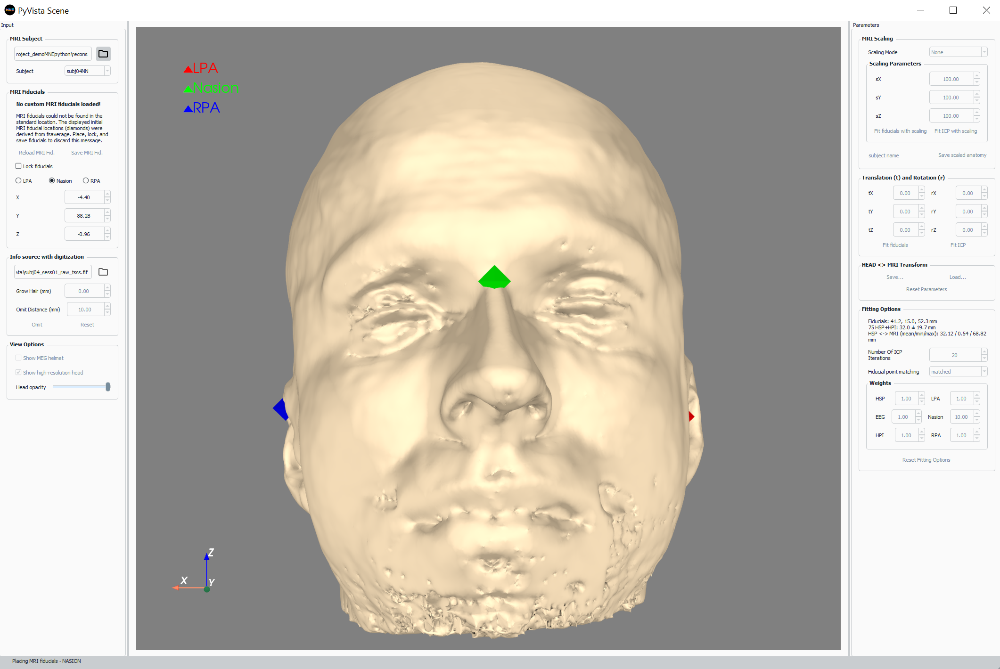 MNE PyVista Scene
Input
MRI Subject
roject_demoMNEpython\recons
Subject
subj04NN
MRI Fiducials
No custom MRI fiducials loaded!
MRI fiducials could not be found in the
standard location. The displayed initial
MRI fiducial locations (diamonds) were
derived from fsaverage. Place, lock, and
save fiducials to discard this message.
Reload MRI Fid. Save MRI Fid.
Lock fiducials
LPA Nasion RPA
X -4.40
Y 88.28
Z -0.96
Info source with digitization
ata\subj04_sess01_raw_tsss.fif
Grow Hair (mm) 0.00
Omit Distance (mm) 10.00
Omit Reset
View Options
Show MEG helmet
Show high-resolution head
Head opacity
LPA
Nasion
RPA
Z
X Y
Parameters
MRI Scaling
Scaling Mode None
Scaling Parameters
sX 100.00
sY 100.00
sZ 100.00
Fit fiducials with scaling Fit ICP with scaling
subject name Save scaled anatomy
Translation (t) and Rotation (r)
tX 0.00 rX 0.00
tY 0.00 rY 0.00
tZ 0.00 rZ 0.00
Fit fiducials Fit ICP
HEAD <> MRI Transform
Save... Load...
Reset Parameters
Fitting Options
Fiducials: 41.2, 15.0, 52.3 mm
75 HSP+HPI: 32.0 ± 19.7 mm
HSP <-> MRI (mean/min/max): 32.12 / 0.54 / 68.82
mm
Number Of ICP
Iterations
20
Fiducial point matching matched
Weights
HSP 1.00 LPA 1.00
EEG 1.00 Nasion 10.00
HPI 1.00 RPA 1.00
Reset Fitting Options
Placing MRI fiducials - NASION